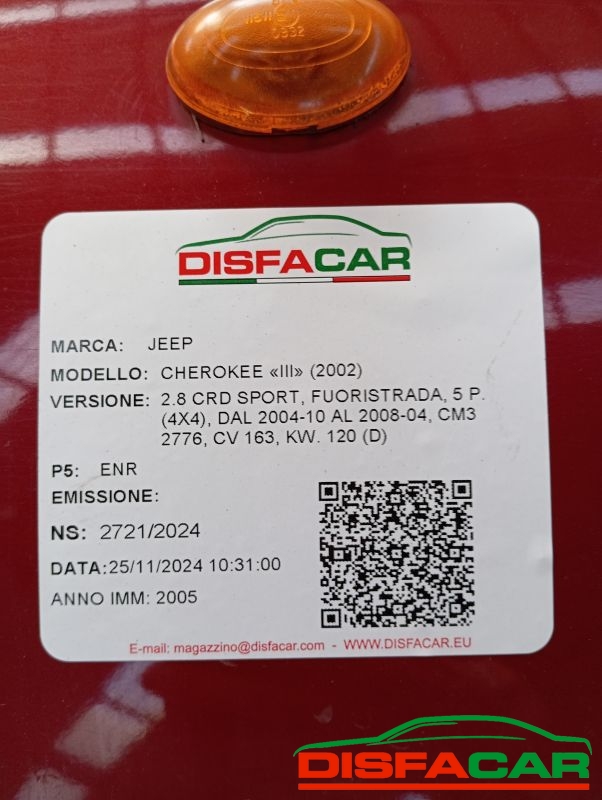 DISFACAR
MARCA: JEEP
MODELLO: CHEROKEE «III» (2002)
VERSIONE: 2.8 CRD SPORT, FUORISTRADA, 5 P.
(4X4), DAL 2004-10 AL 2008-04, CM3
2776, CV 163, KW. 120 (D)
P5: ENR
EMISSIONE:
NS: 2721/2024
DATA:25/11/2024 10:31:00
ANNO IMM: 2005
E-mail: magazzino@disfacar.com - WWW.DISFACAR.EU
DISFACAR